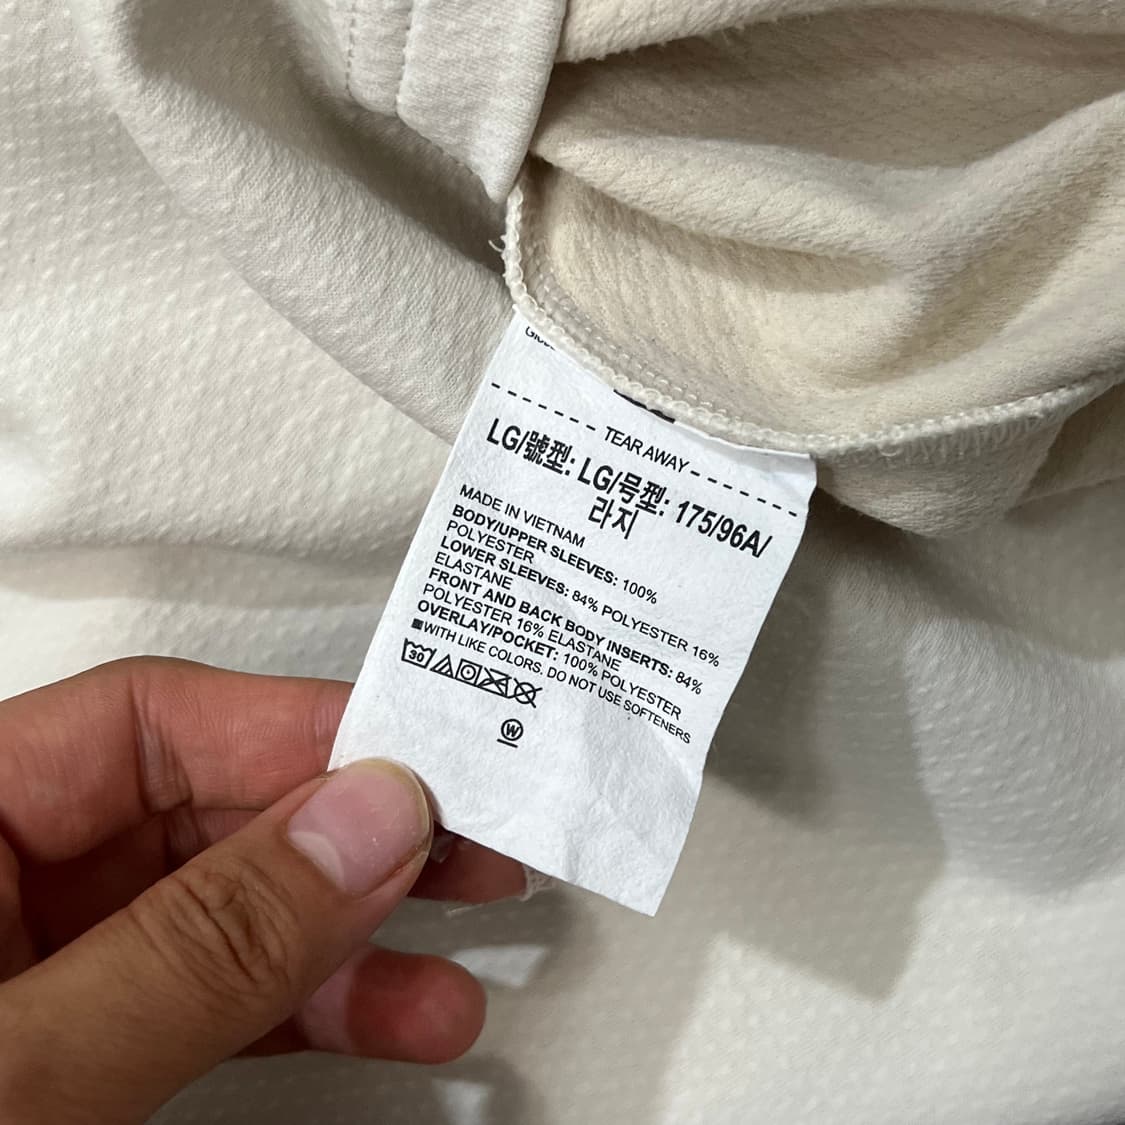 TEAR AWAY
LG/號型: LG/号型: 175/96A/
라지
MADE IN VIETNAM
BODY/UPPER SLEEVES: 100%
POLYESTER
LOWER SLEEVES: 84% POLYESTER 16%
ELASTANE
FRONT AND BACK BODY INSERTS: 84%
POLYESTER 16% ELASTANE
OVERLAY/POCKET: 100% POLYESTER
■WITH LIKE COLORS. DO NOT USE SOFTENERS
30
W